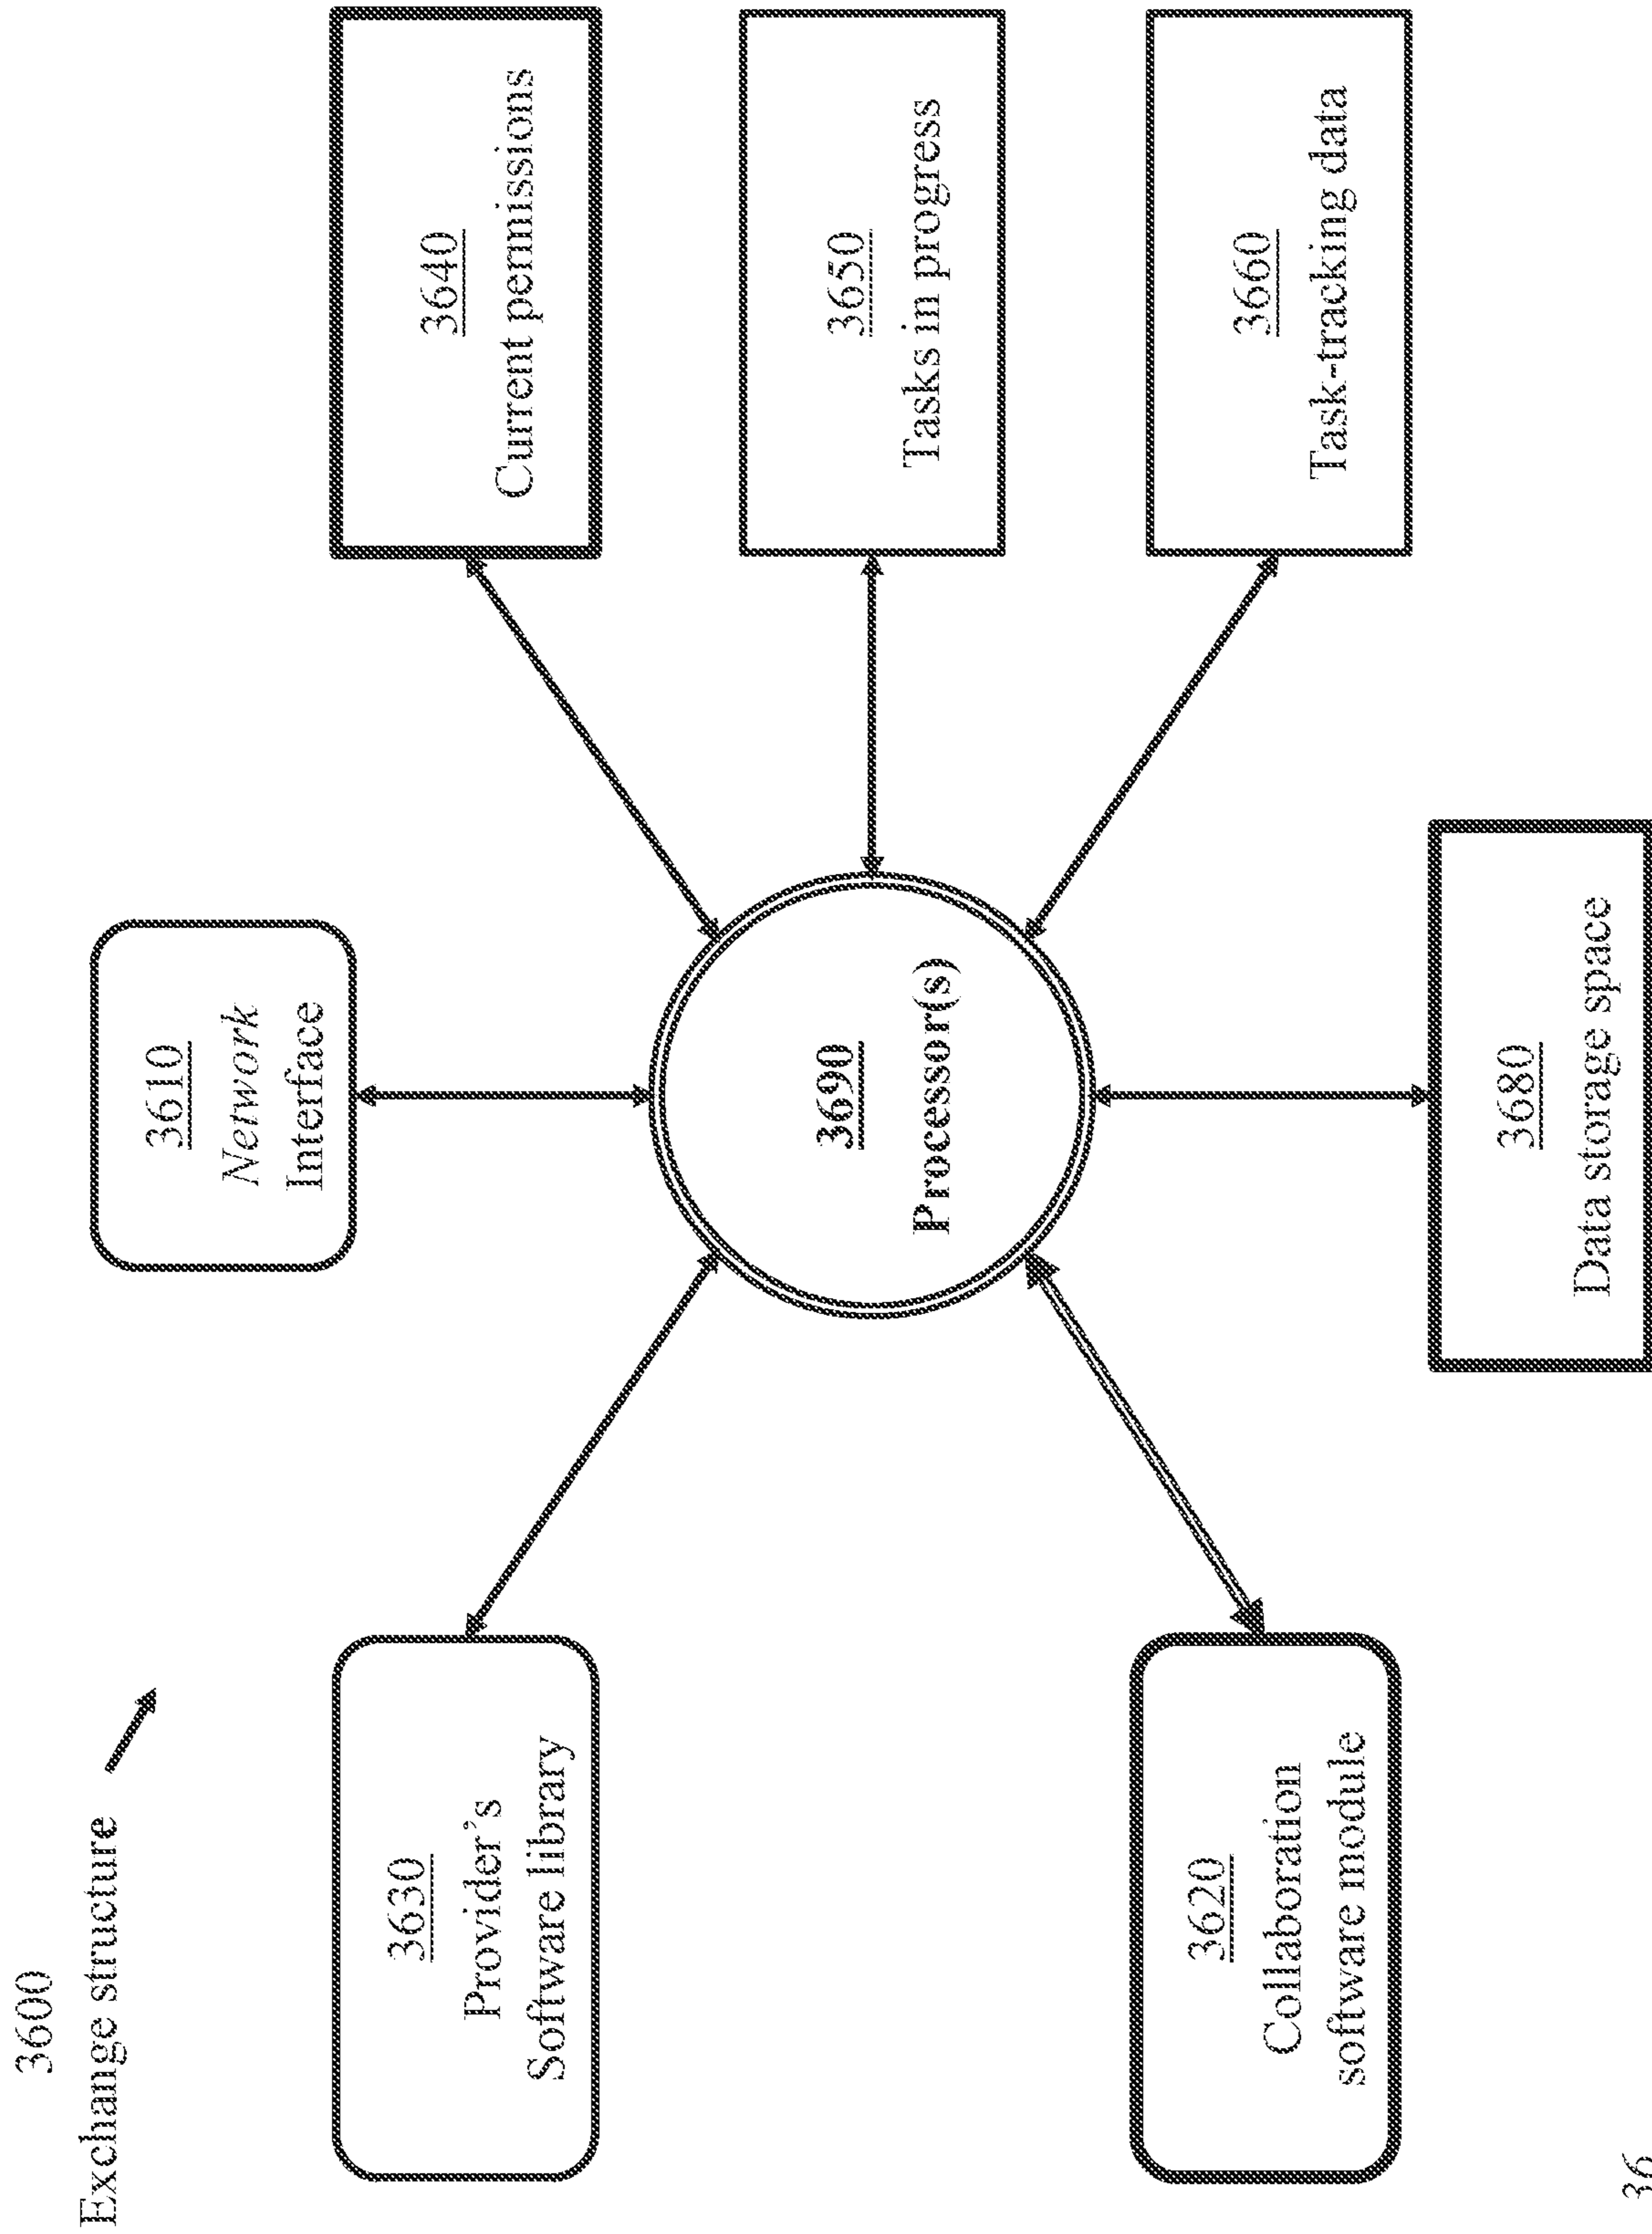 3600
Exchange structure
3610
Network
Interface
3630
Provider's
Software library
3640
Current permissions
3690
Processor(s)
3650
Tasks in progress
3620
Collaboration
software module
3660
Task-tracking data
3680
Data storage space
36